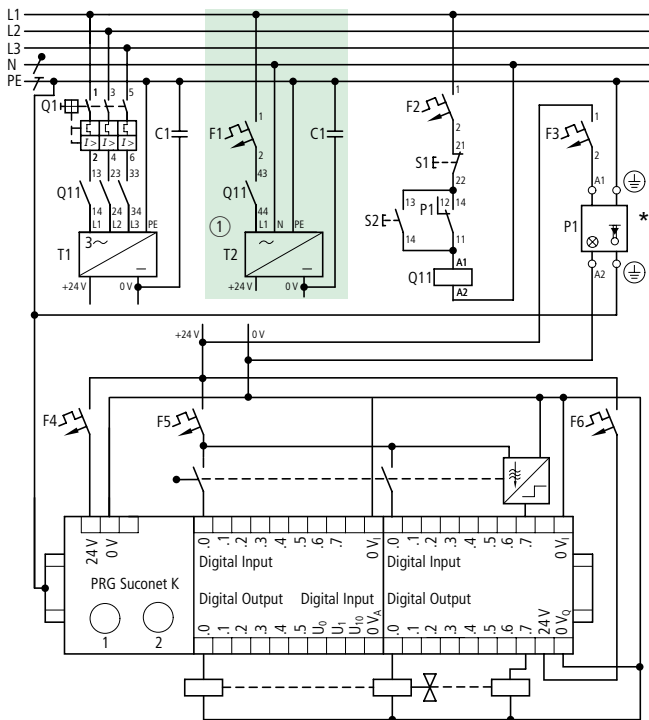 L1
L2
L3
N
PE
1 3 5
Q1
I> I> I>
2 4 6
C1
13 23 33
Q11
14 24 34
L1 L2 L3 PE
3~
T1
+24 V 0 V
1
F1
2
C1
43
Q11
44
1
L1 N PE
~
T2
+24 V 0 V
1
F2
2
21
S1
22
13 12 14
S2 P1
14 11
A1
Q11
A2
1
F3
2
A1
P1
*
A2
+24 V 0 V
F4
F5
F6
24 V
0 V
PRG Suconet K
1 2
.0 .1 .2 .3 .4 .5 .6 .7 0 VI
Digital Input
Digital Output Digital Input
.0 .1 .2 .3 .4 .5 U0 U1 U10 0 VA
.0 .1 .2 .3 .4 .5 .6 .7 0 VI
Digital Input
Digital Output
.0 .1 .2 .3 .4 .5 .6 .7 24 V 0 VQ